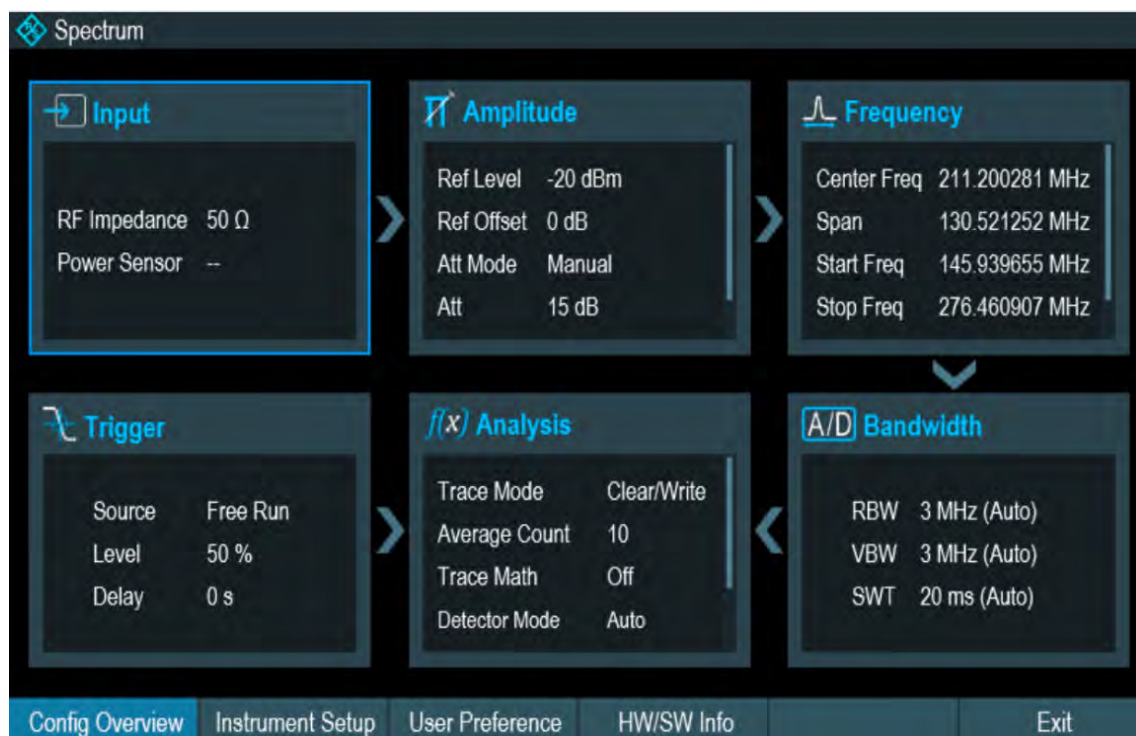 Spectrum
Input
RF Impedance 50 Ω
Power Sensor --
Amplitude
Ref Level -20 dBm
Ref Offset 0 dB
Att Mode Manual
Att 15 dB
Frequency
Center Freq 211.200281 MHz
Span 130.521252 MHz
Start Freq 145.939655 MHz
Stop Freq 276.460907 MHz
Trigger
Source Free Run
Level 50 %
Delay 0 s
f(x) Analysis
Trace Mode Clear/Write
Average Count 10
Trace Math Off
Detector Mode Auto
A/D Bandwidth
RBW 3 MHz (Auto)
VBW 3 MHz (Auto)
SWT 20 ms (Auto)
Config Overview Instrument Setup User Preference HW/SW Info Exit